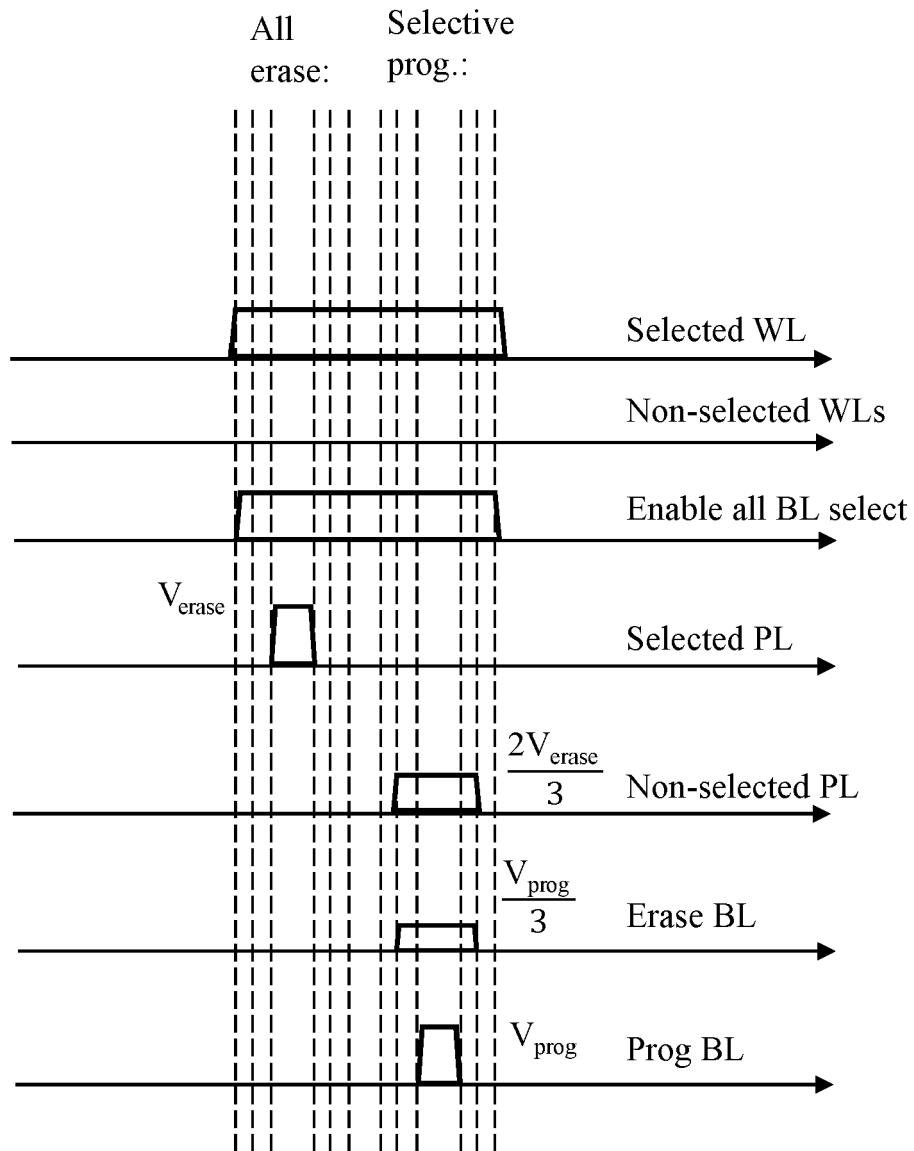 All
erase:
Selective
prog.:
Selected WL
Non-selected WLs
Enable all BL select
V_erase
Selected PL
2V_erase
3
Non-selected PL
V_prog
3
Erase BL
V_prog
Prog BL